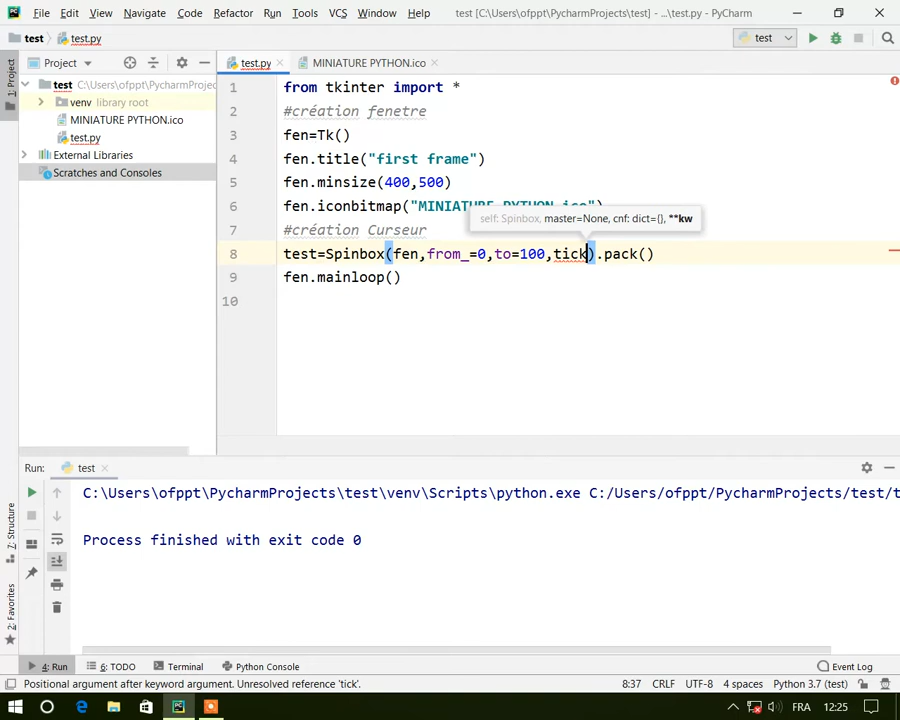 File Edit View Navigate Code Refactor Run Tools VCS Window Help test [C:\Users\ofppt\PycharmProjects\test] - ...\test.py - PyCharm
test test.py test
1: Project
Project
test.py MINIATURE PYTHON.ico
test C:\Users\ofppt\PycharmProjec
venv library root
MINIATURE PYTHON.ico
test.py
External Libraries
Scratches and Consoles
1 from tkinter import *
2 #création fenetre
3 fen=Tk()
4 fen.title("first frame")
5 fen.minsize(400,500)
6 fen.iconbitmap("MINIATURE PYTHON.ico")
self: Spinbox, master=None, cnf: dict={}, **kw
7 #création Curseur
8 test=Spinbox(fen,from_=0,to=100,tick).pack()
9 fen.mainloop()
10
Run: test
C:\Users\ofppt\PycharmProjects\test\venv\Scripts\python.exe C:/Users/ofppt/PycharmProjects/test/t
Process finished with exit code 0
Z: Structure
2: Favorites
4: Run 6: TODO Terminal Python Console Event Log
Positional argument after keyword argument. Unresolved reference 'tick'. 8:37 CRLF UTF-8 4 spaces Python 3.7 (test)
FRA 12:25